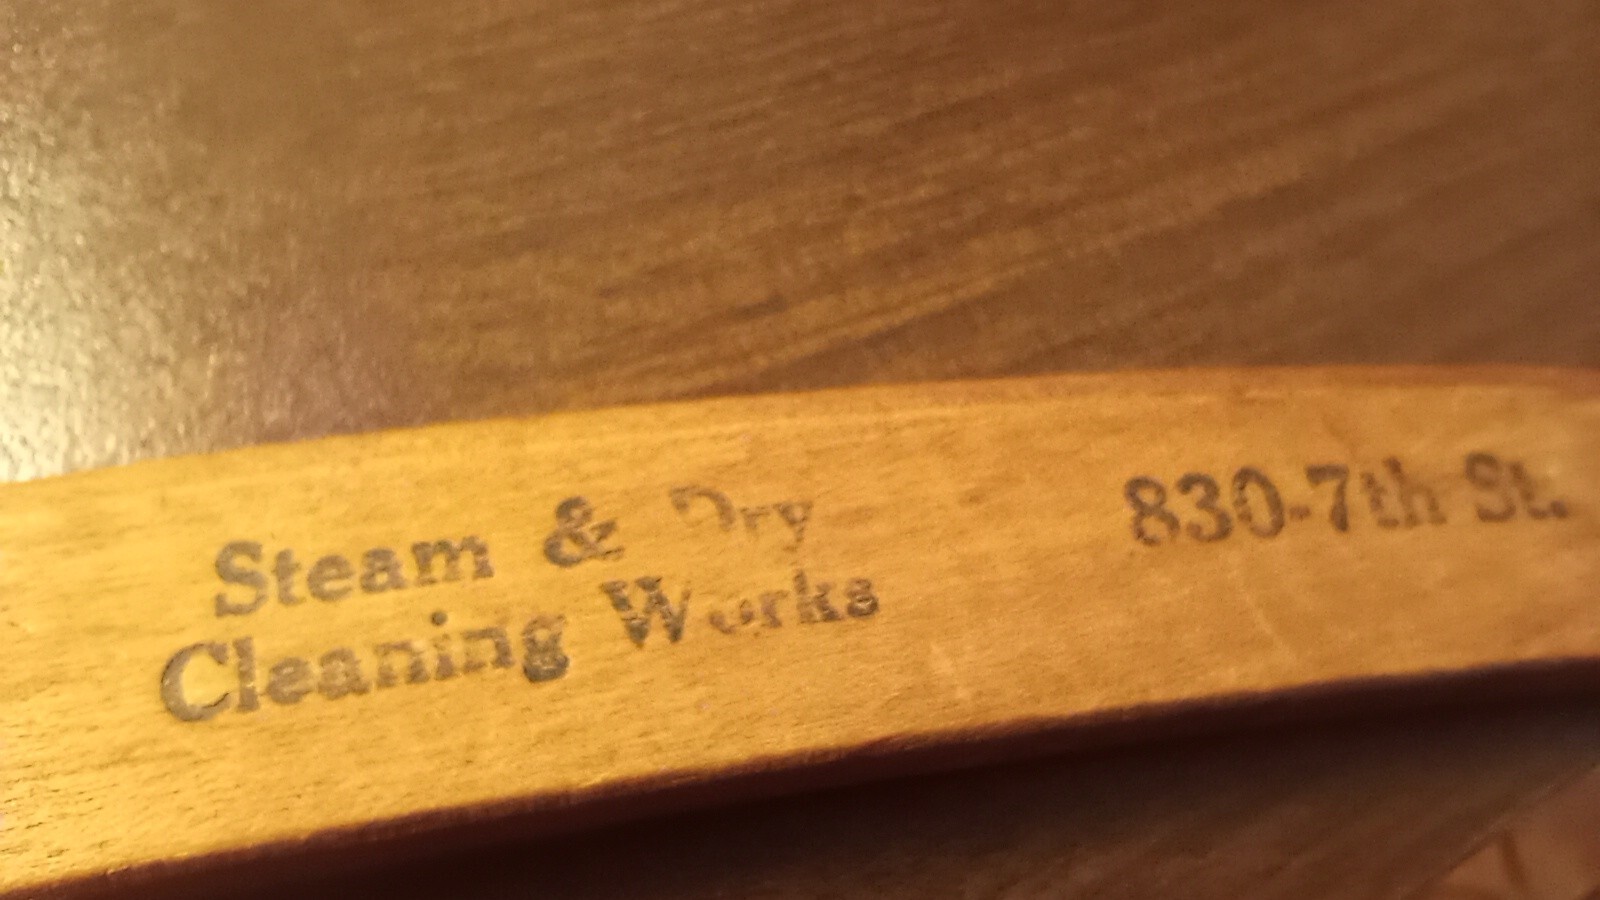 Steam & Dry
Cleaning Works
830-7th St.